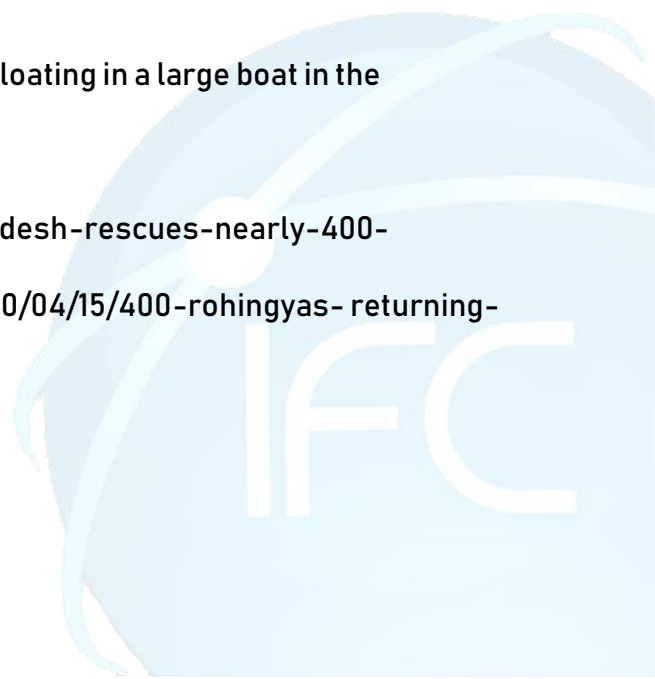 loating in a large boat in the
desh-rescues-nearly-400-
0/04/15/400-rohingyas- returning-
IFC